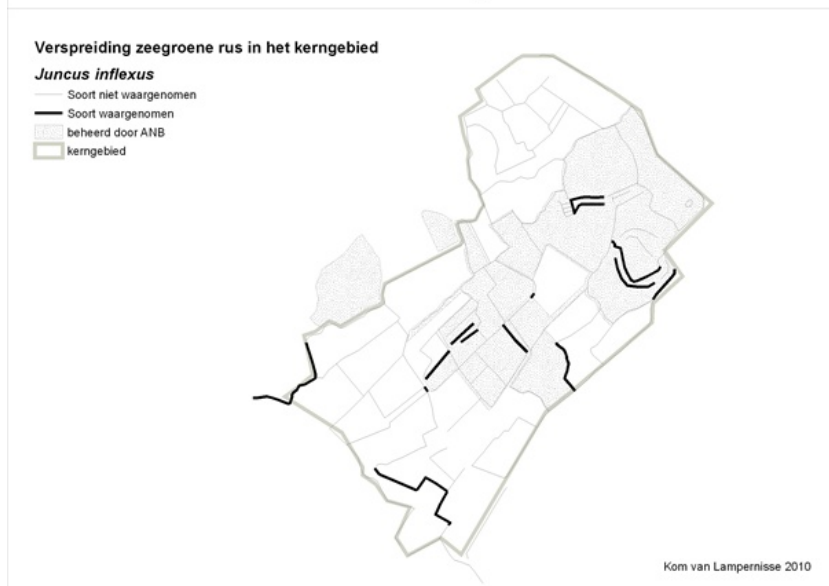 Verspreiding zeegroene rus in het kerngebied
Juncus inflexus
Soort niet waargenomen
Soort waargenomen
beheerd door ANB
kerngebied
Kom van Lampernisse 2010